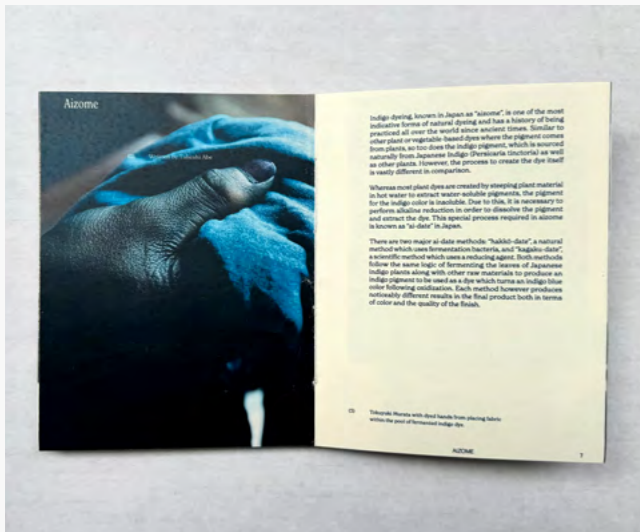 Aizome
Indigo dyeing, known in Japan as "aizome", is one of the most
indicative forms of natural dyeing and has a history of being
practiced all over the world since ancient times. Similar to
other plant or vegetable-based dyes where the pigment comes
from plants, so too does the indigo pigment, which is sourced
naturally from Japanese Indigo (Persicaria tinctoria) as well
as other plants. However, the process to create the dye itself
is vastly different in comparison.
Whereas most plant dyes are created by steeping plant material
in hot water to extract water-soluble pigments, the pigment
for the indigo color is insoluble. Due to this, it is necessary to
perform alkaline reduction in order to dissolve the pigment
and extract the dye. This special process required in aizome
is known as "ai-date" in Japan.
There are two major ai-date methods: "hakkō-date", a natural
method which uses fermentation bacteria, and "kagaku-date",
a scientific method which uses a reducing agent. Both methods
follow the same logic of fermenting the leaves of Japanese
indigo plants along with other raw materials to produce an
indigo pigment to be used as a dye which turns an indigo blue
color following oxidization. Each method however produces
noticeably different results in the final product both in terms
of color and the quality of the finish.
with dyed hands from placing fabric
within the pool of fermented indigo dye.
AIZOME
7